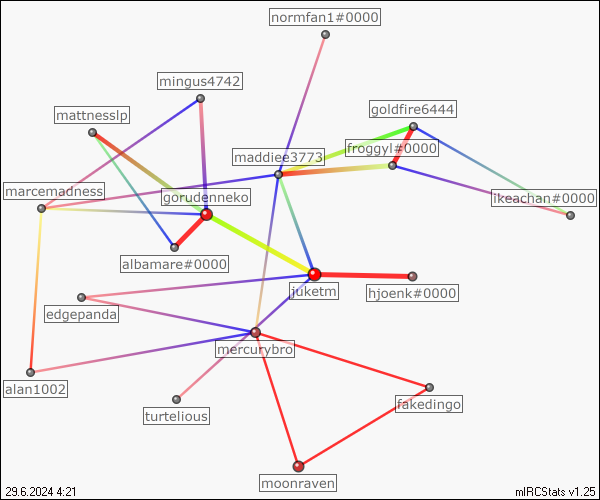 normfan1#0000
mingus4742
mattnesslp
goldfire6444
froggyl#0000
maddiee3773
marcemadness
gorudenneko
ikeachan#0000
albamare#0000
juketm
hjoenk#0000
edgepanda
mercurybro
alan1002
turtelious
fakedingo
moonraven
29.6.2024 4:21
mIRCStats v1.25